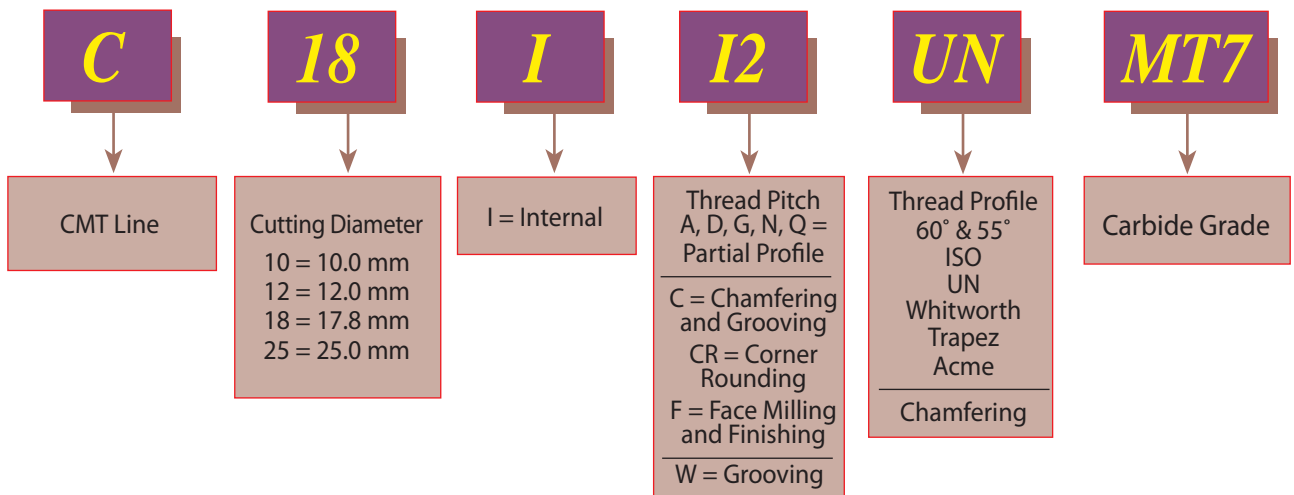 C
18
I
I2
UN
MT7
CMT Line
Cutting Diameter
10 = 10.0 mm
12 = 12.0 mm
18 = 17.8 mm
25 = 25.0 mm
I = Internal
Thread Pitch
A, D, G, N, Q =
Partial Profile
C = Chamfering
and Grooving
CR = Corner
Rounding
F = Face Milling
and Finishing
W = Grooving
Thread Profile
60° & 55°
ISO
UN
Whitworth
Trapez
Acme
Chamfering
Carbide Grade